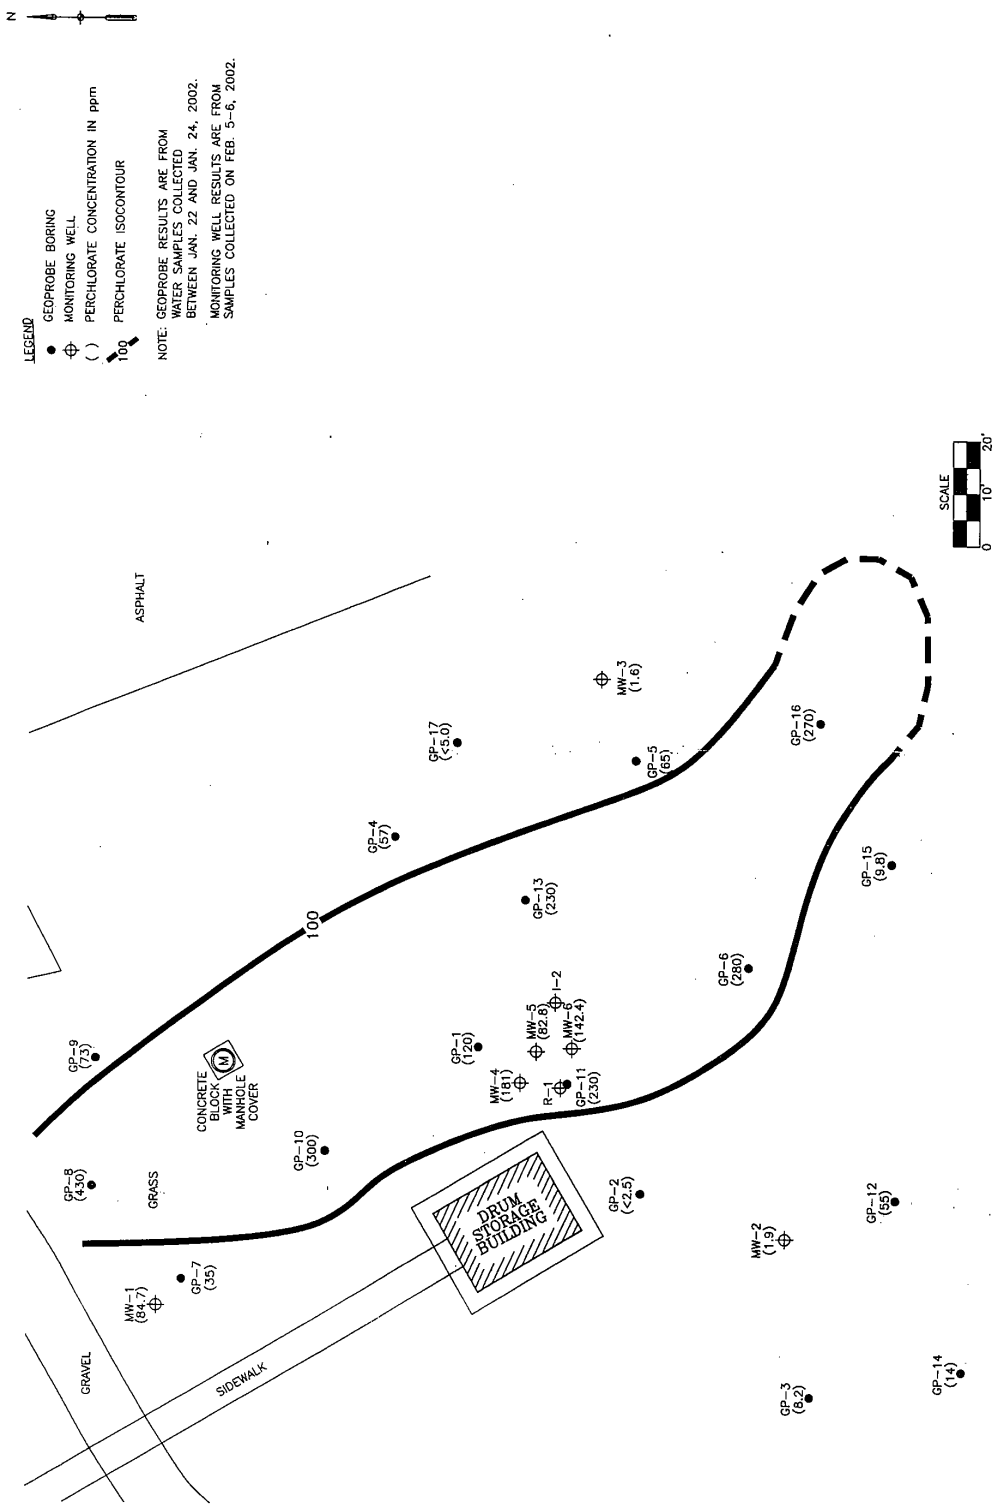 N
LEGEND
GEOPROBE BORING
MONITORING WELL
( ) PERCHLORATE CONCENTRATION IN ppm
100 PERCHLORATE ISOCONTOUR
NOTE: GEOPROBE RESULTS ARE FROM
WATER SAMPLES COLLECTED
BETWEEN JAN. 22 AND JAN. 24, 2002.
MONITORING WELL RESULTS ARE FROM
SAMPLES COLLECTED ON FEB. 5-6, 2002.
ASPHALT
SCALE
0 10' 20'
GP-9
(73)
GP-8
(430)
GRASS
CONCRETE
BLOCK
WITH
MANHOLE
COVER
M
100
GP-10
(300)
MW-1
(84.7)
GP-7
(35)
GRAVEL
SIDEWALK
DRUM
STORAGE
BUILDING
GP-4
(57)
GP-17
(<5.0)
MW-3
(1.6)
GP-5
(65)
GP-13
(230)
GP-1
(120)
MW-4
(181)
MW-5
(82.8)
I-2
MW-6
(142.4)
R-1
GP-11
(230)
GP-6
(280)
GP-16
(270)
GP-15
(9.8)
GP-2
(<2.5)
MW-2
(1.9)
GP-12
(55)
GP-3
(8.2)
GP-14
(14)